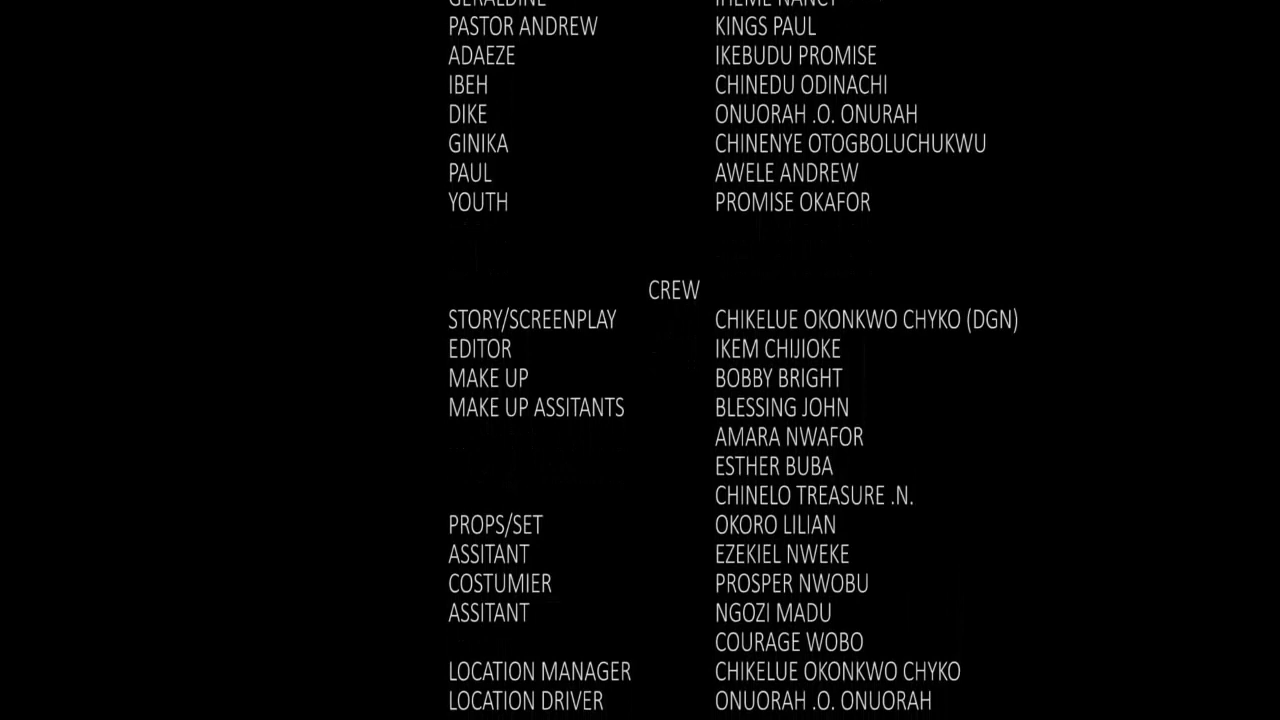 GERALDINE IHEME NANCY
PASTOR ANDREW KINGS PAUL
ADAEZE IKEBUDU PROMISE
IBEH CHINEDU ODINACHI
DIKE ONUORAH .O. ONURAH
GINIKA CHINENYE OTOGBOLUCHUKWU
PAUL AWELE ANDREW
YOUTH PROMISE OKAFOR
CREW
STORY/SCREENPLAY CHIKELUE OKONKWO CHYKO (DGN)
EDITOR IKEM CHIJIOKE
MAKE UP BOBBY BRIGHT
MAKE UP ASSITANTS BLESSING JOHN
AMARA NWAFOR
ESTHER BUBA
CHINELO TREASURE .N.
PROPS/SET OKORO LILIAN
ASSITANT EZEKIEL NWEKE
COSTUMIER PROSPER NWOBU
ASSITANT NGOZI MADU
COURAGE WOBO
LOCATION MANAGER CHIKELUE OKONKWO CHYKO
LOCATION DRIVER ONUORAH .O. ONUORAH